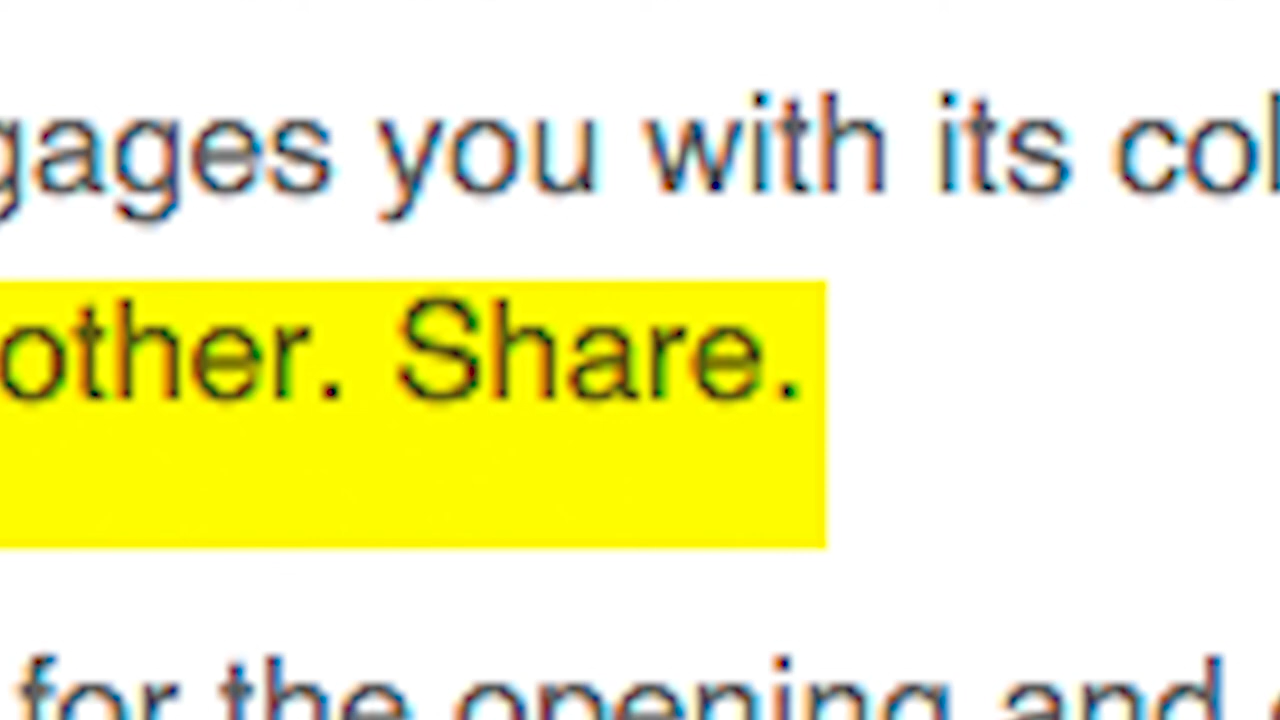 gages you with its col
other. Share.
for the opening and